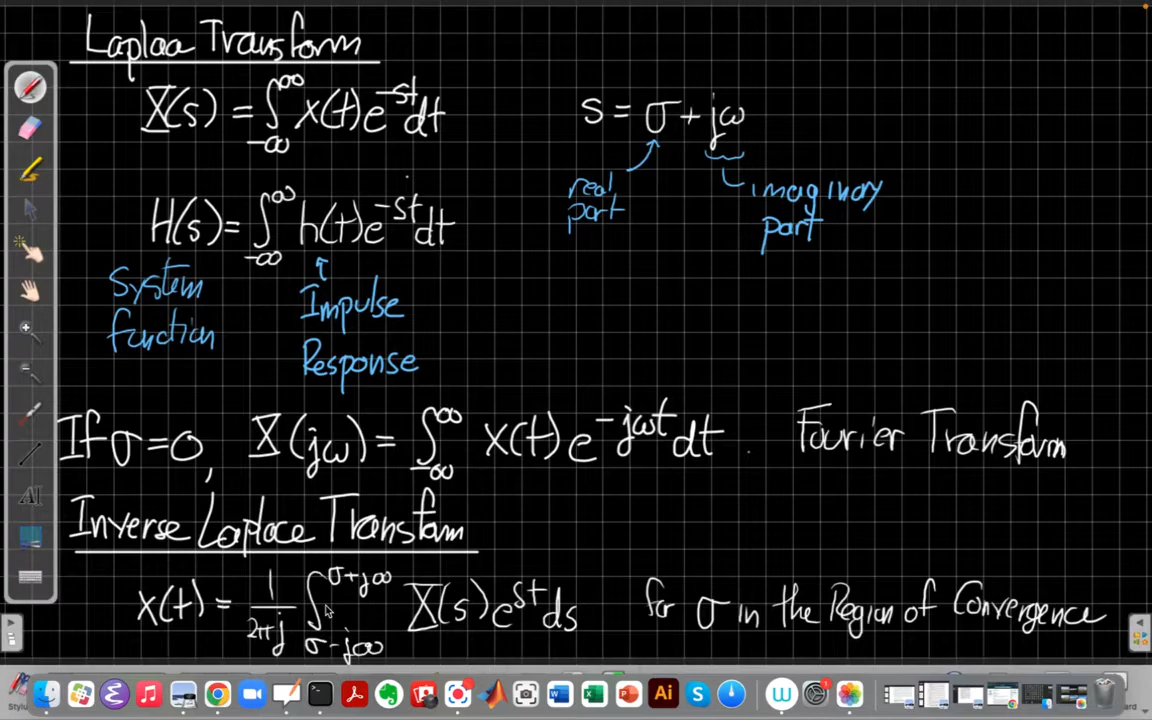 Laplaa Transform
X(s) = ∫_{-∞}^{∞} x(t)e^{-st}dt
s = σ + jω
real part
imaginary part
H(s) = ∫_{-∞}^{∞} h(t)e^{-st}dt
System function
Impulse Response
If σ=0, X(jω) = ∫_{-∞}^{∞} x(t)e^{-jωt}dt . Fourier Transform
Inverse Laplace Transform
x(t) = 1/2πj ∫_{σ-j∞}^{σ+j∞} X(s)e^{st}ds for σ in the Region of Convergence